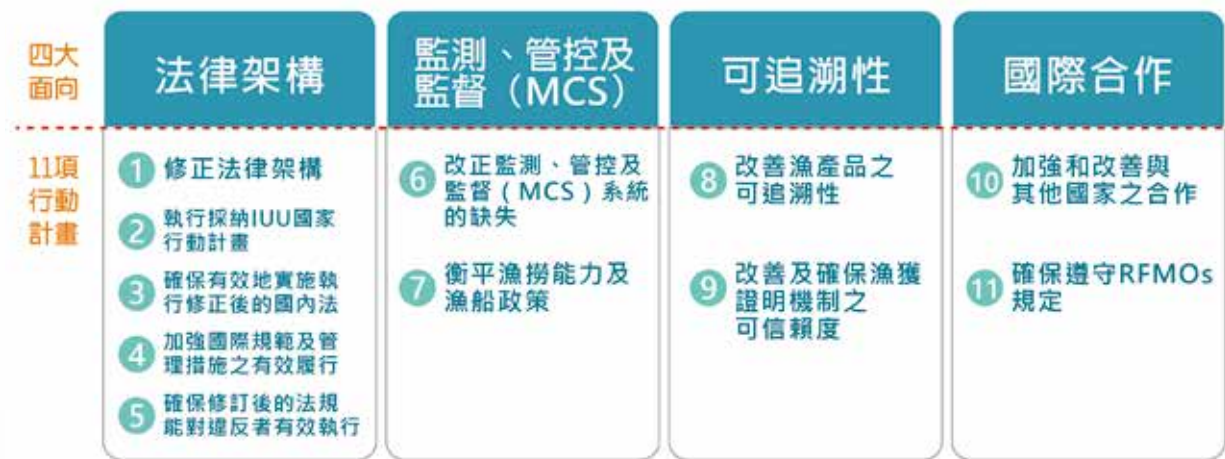 四大
面向
法律架構
監測、管控及
監督（MCS）
可追溯性
國際合作
11項
行動
計畫
1 修正法律架構
2 執行採納IUU國家
行動計畫
3 確保有效地實施執
行修正後的國內法
4 加強國際規範及管
理措施之有效履行
5 確保修訂後的法規
能對違反者有效執行
6 改正監測、管控及
監督（MCS）系統
的缺失
7 衡平漁撈能力及
漁船政策
8 改善漁產品之
可追溯性
9 改善及確保漁獲
證明機制之
可信賴度
10 加強和改善與
其他國家之合作
11 確保遵守RFMOs
規定